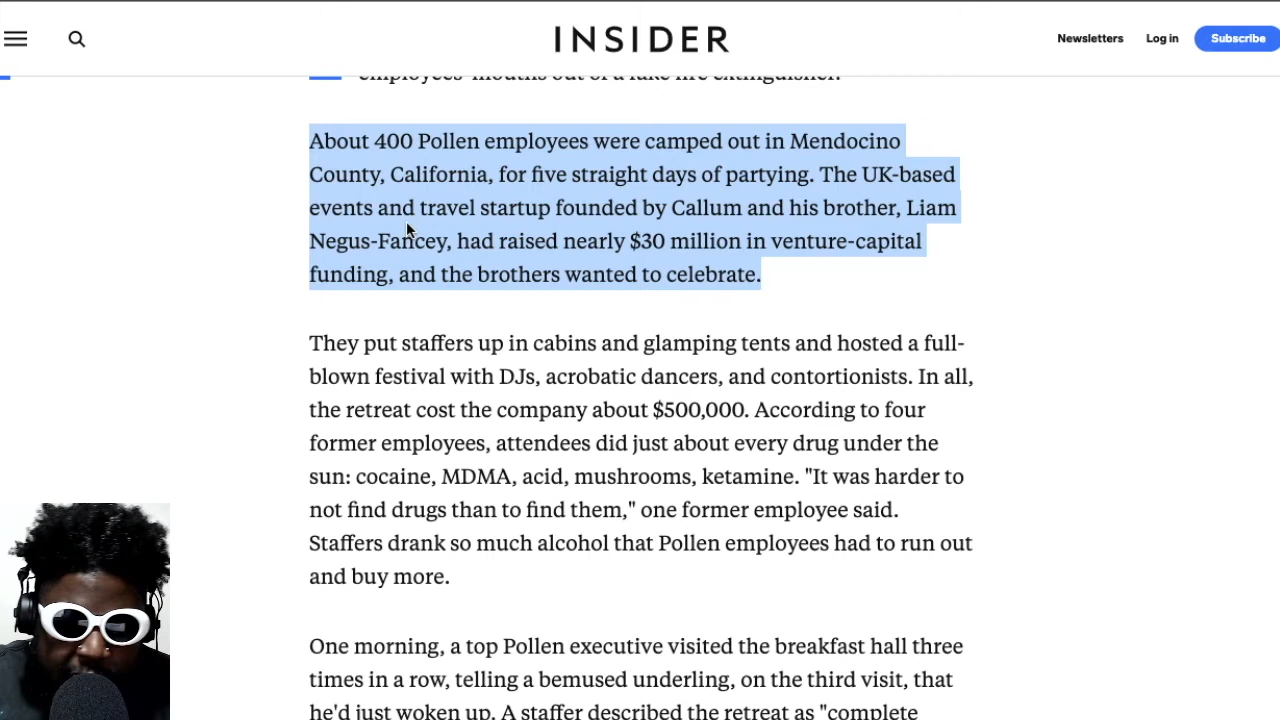 INSIDER
Newsletters
Log in
Subscribe
employees' mouths out of a fake fire extinguisher.
About 400 Pollen employees were camped out in Mendocino
County, California, for five straight days of partying. The UK-based
events and travel startup founded by Callum and his brother, Liam
Negus-Fancey, had raised nearly $30 million in venture-capital
funding, and the brothers wanted to celebrate.
They put staffers up in cabins and glamping tents and hosted a full-
blown festival with DJs, acrobatic dancers, and contortionists. In all,
the retreat cost the company about $500,000. According to four
former employees, attendees did just about every drug under the
sun: cocaine, MDMA, acid, mushrooms, ketamine. "It was harder to
not find drugs than to find them," one former employee said.
Staffers drank so much alcohol that Pollen employees had to run out
and buy more.
One morning, a top Pollen executive visited the breakfast hall three
times in a row, telling a bemused underling, on the third visit, that
he'd just woken up. A staffer described the retreat as "complete